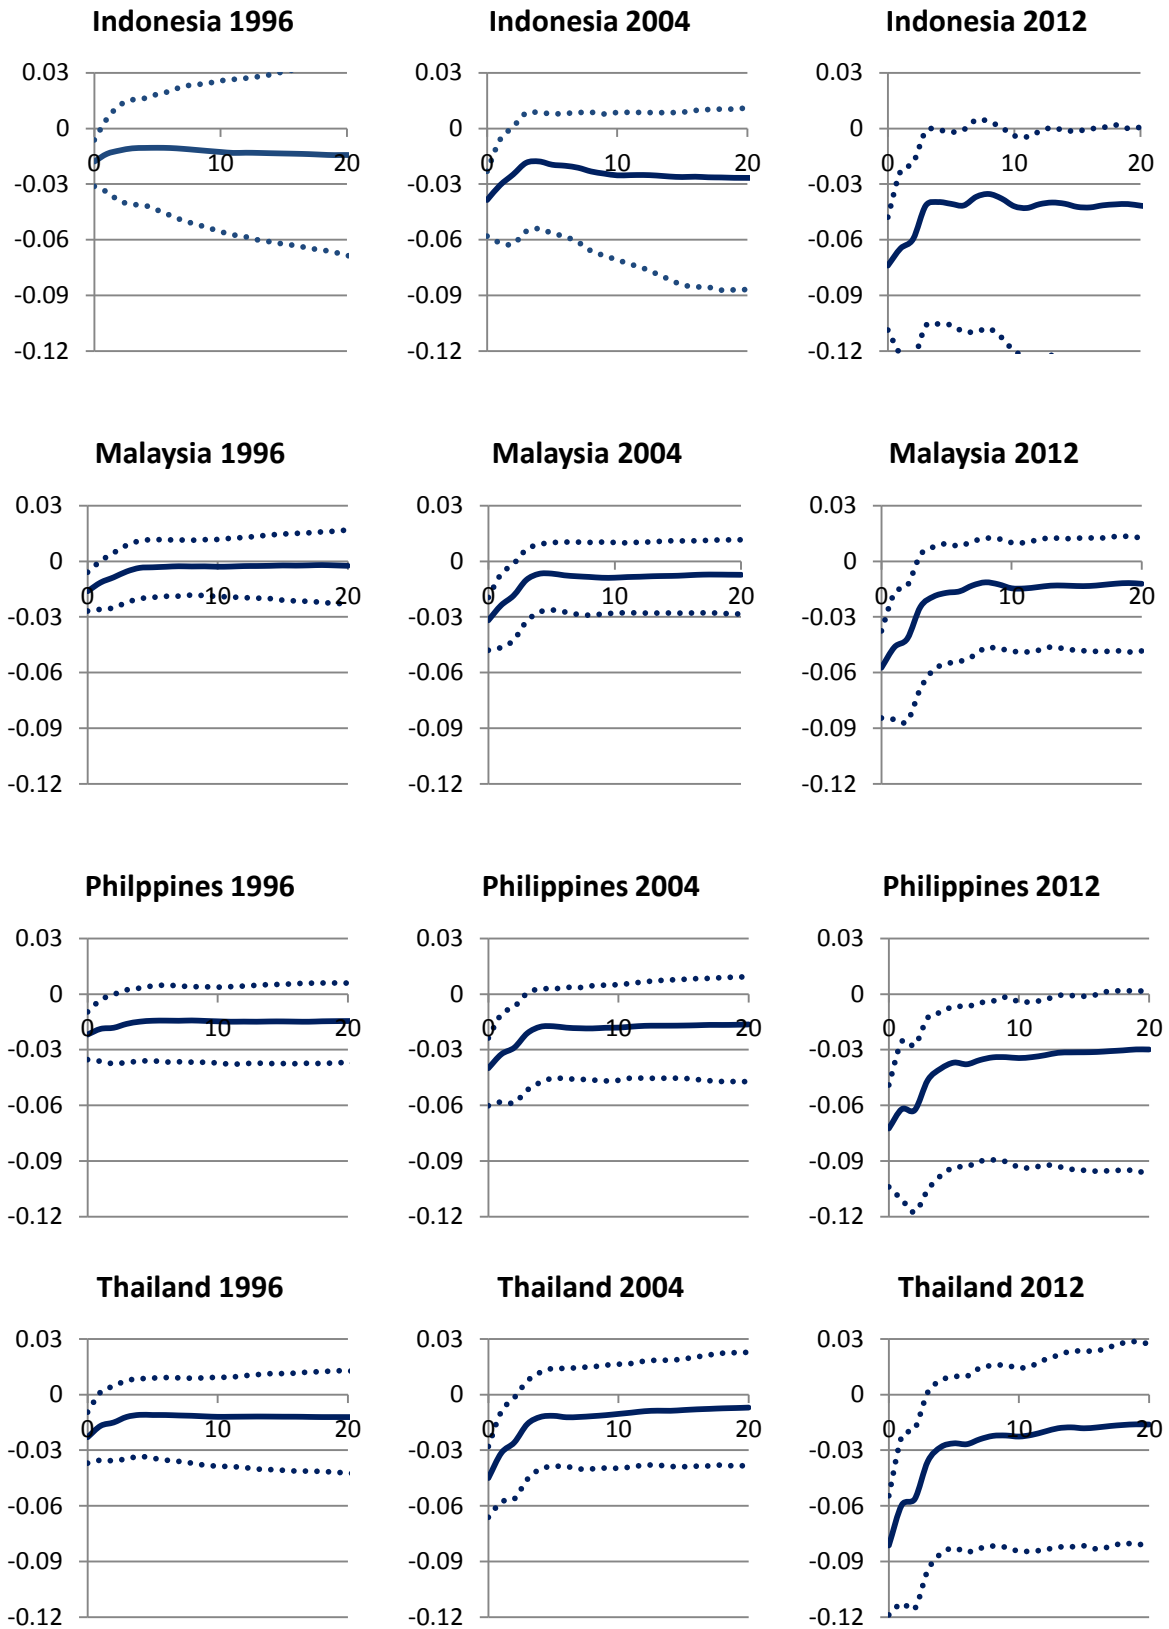 Indonesia 1996 Indonesia 2004 Indonesia 2012
0.03 0.03 0.03
0 0 0
0 10 20 0 10 20 0 10 20
-0.03 -0.03 -0.03
-0.06 -0.06 -0.06
-0.09 -0.09 -0.09
-0.12 -0.12 -0.12
Malaysia 1996 Malaysia 2004 Malaysia 2012
0.03 0.03 0.03
0 0 0
0 10 20 0 10 20 0 10 20
-0.03 -0.03 -0.03
-0.06 -0.06 -0.06
-0.09 -0.09 -0.09
-0.12 -0.12 -0.12
Philppines 1996 Philippines 2004 Philippines 2012
0.03 0.03 0.03
0 0 0
0 10 20 0 10 20 0 10 20
-0.03 -0.03 -0.03
-0.06 -0.06 -0.06
-0.09 -0.09 -0.09
-0.12 -0.12 -0.12
Thailand 1996 Thailand 2004 Thailand 2012
0.03 0.03 0.03
0 0 0
0 10 20 0 10 20 0 10 20
-0.03 -0.03 -0.03
-0.06 -0.06 -0.06
-0.09 -0.09 -0.09
-0.12 -0.12 -0.12